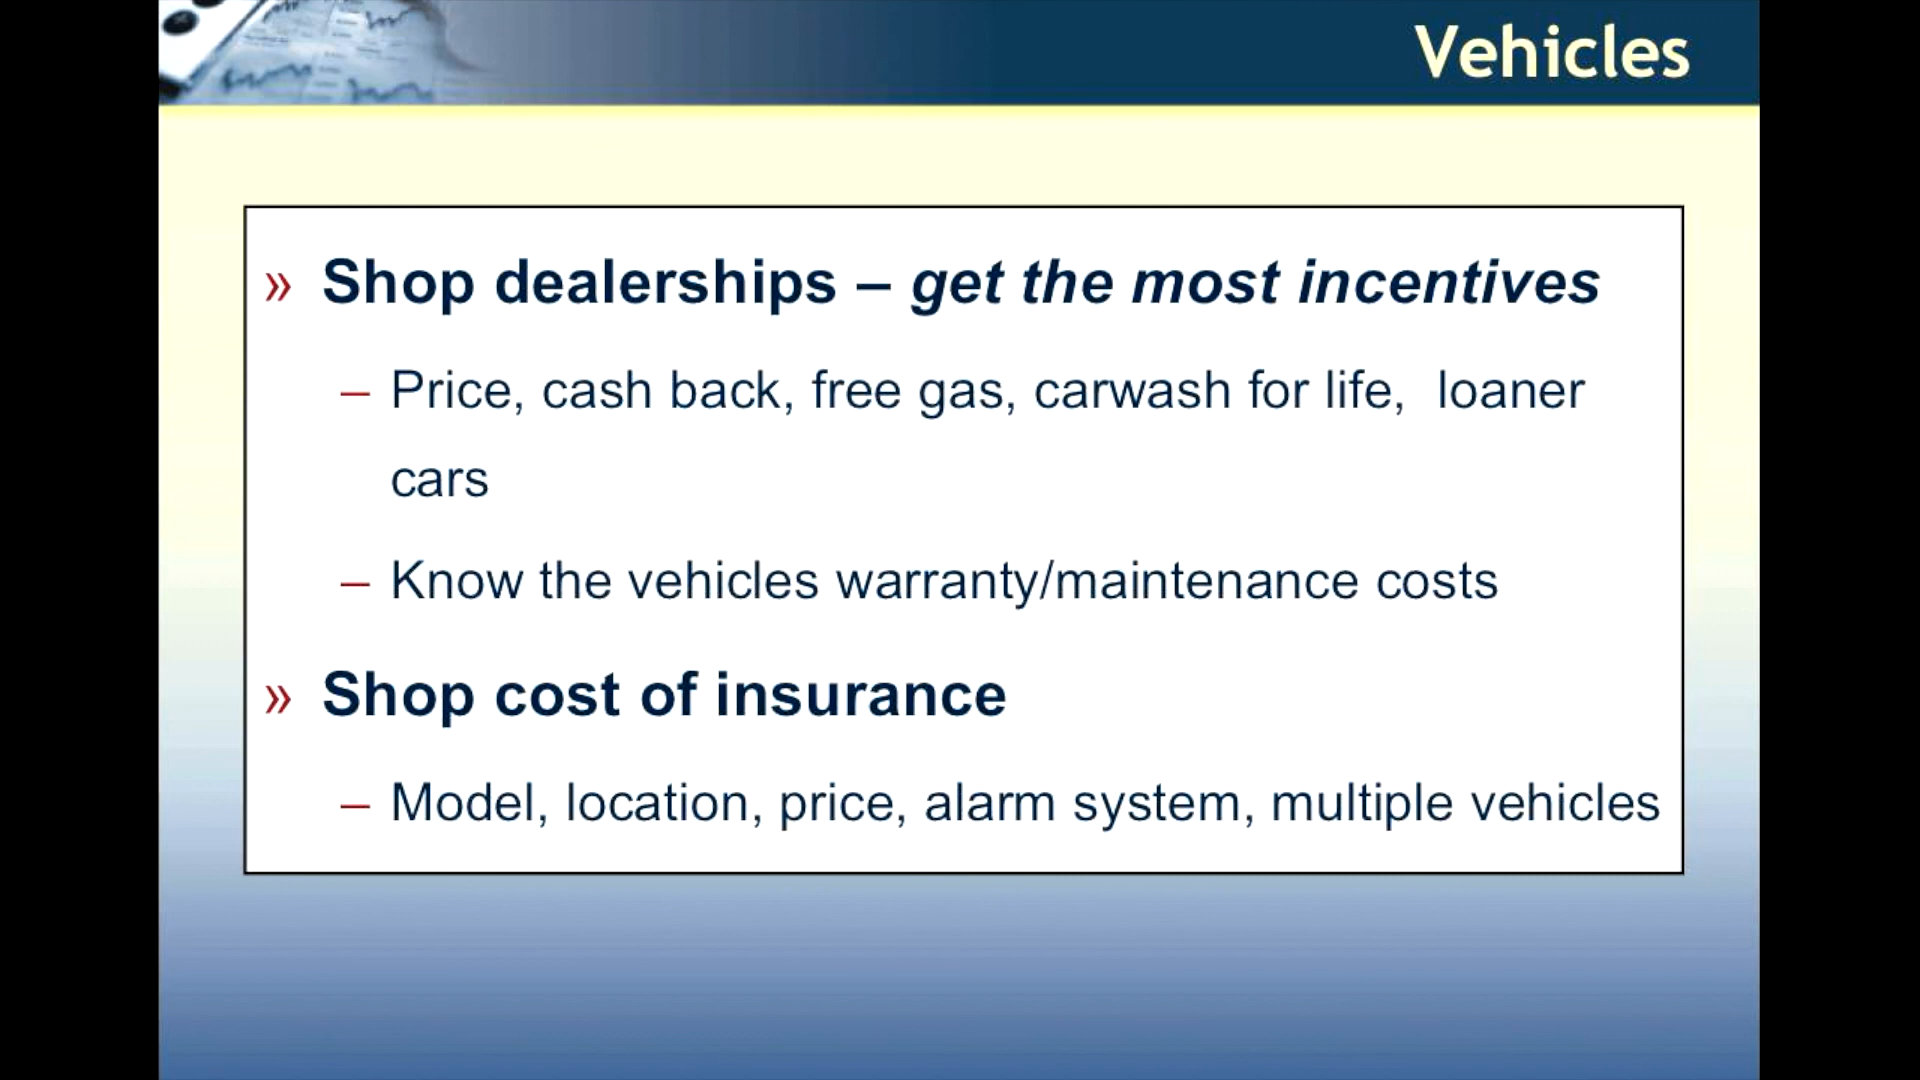 Vehicles
» Shop dealerships – get the most incentives
– Price, cash back, free gas, carwash for life,  loaner
cars
– Know the vehicles warranty/maintenance costs
» Shop cost of insurance
– Model, location, price, alarm system, multiple vehicles